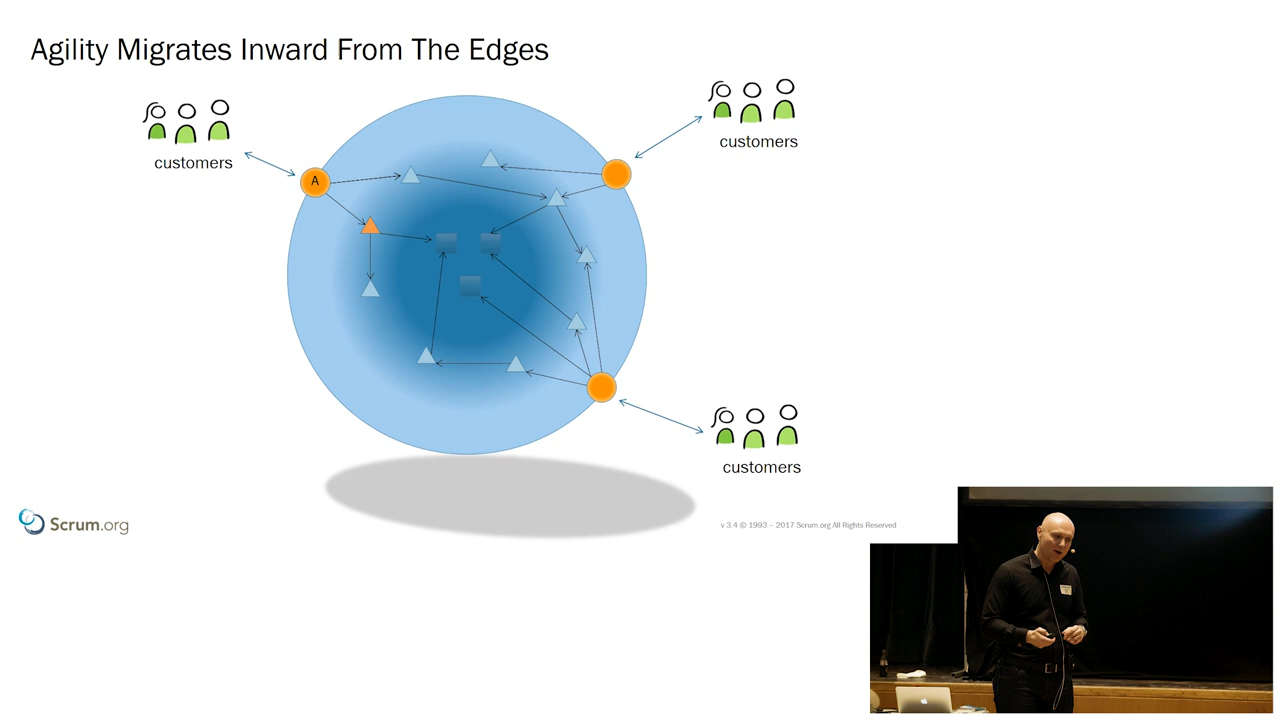 Agility Migrates Inward From The Edges
customers
customers
A
customers
Scrum.org
v 3.4 © 1993 – 2017 Scrum.org All Rights Reserved